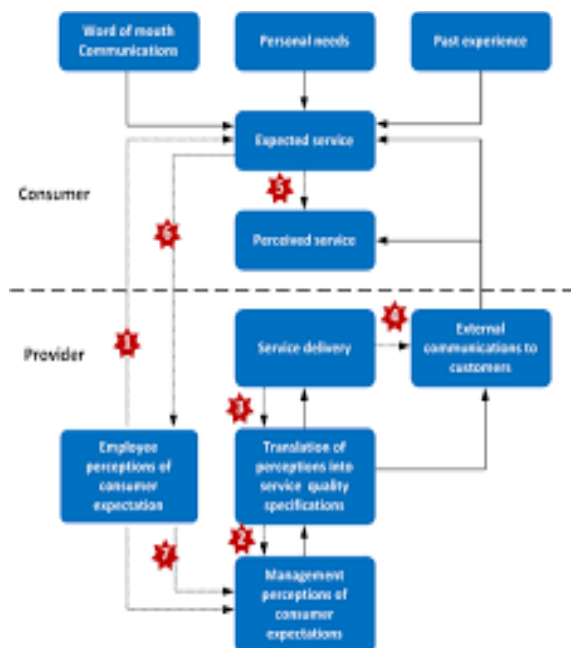 Word of mouth
Communications
Personal needs
Past experience
Expected service
5
Consumer
6
Perceived service
4
1
Provider
Service delivery
External
communications to
customers
3
Employee
perceptions of
consumer
expectation
Translation of
perceptions into
service quality
specifications
2
7
Management
perceptions of
consumer
expectations